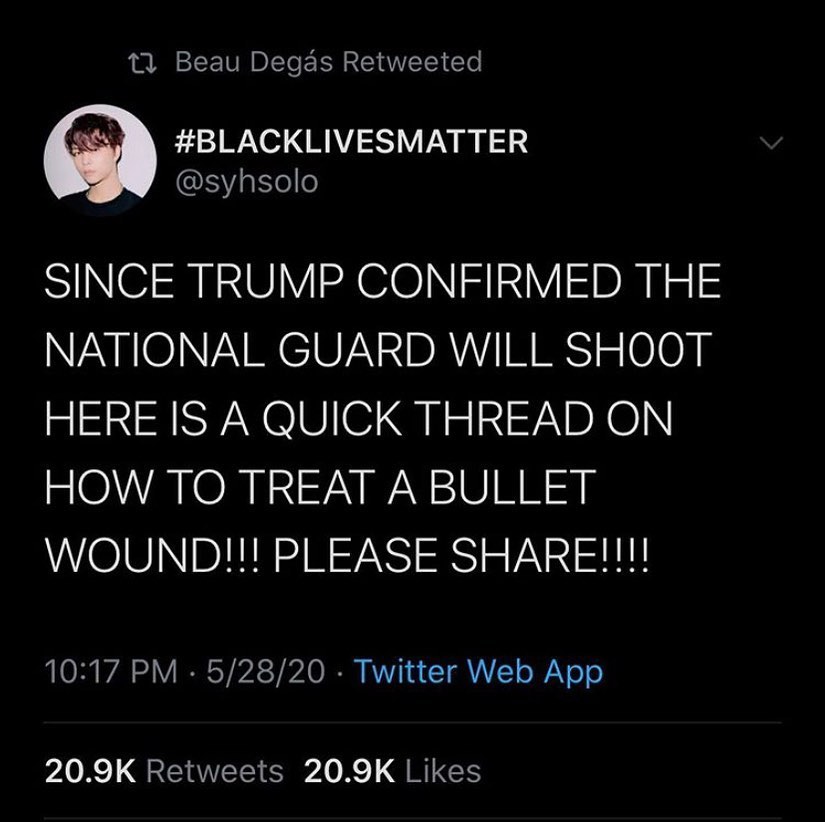 Beau Degás Retweeted
#BLACKLIVESMATTER
@syhsolo
SINCE TRUMP CONFIRMED THE
NATIONAL GUARD WILL SH00T
HERE IS A QUICK THREAD ON
HOW TO TREAT A BULLET
WOUND!!! PLEASE SHARE!!!!
10:17 PM · 5/28/20 · Twitter Web App
20.9K Retweets 20.9K Likes